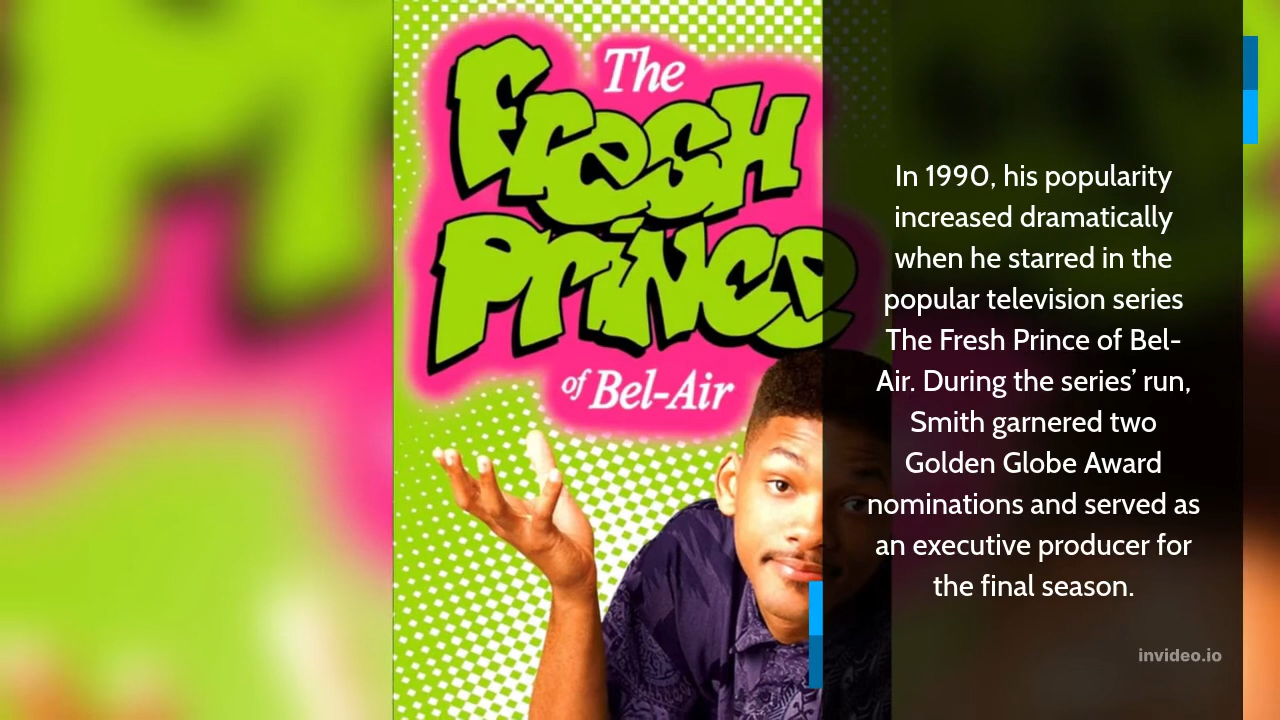 The
Fresh
Prince
of Bel-Air
In 1990, his popularity
increased dramatically
when he starred in the
popular television series
The Fresh Prince of Bel-
Air. During the series’ run,
Smith garnered two
Golden Globe Award
nominations and served as
an executive producer for
the final season.
invideo.io